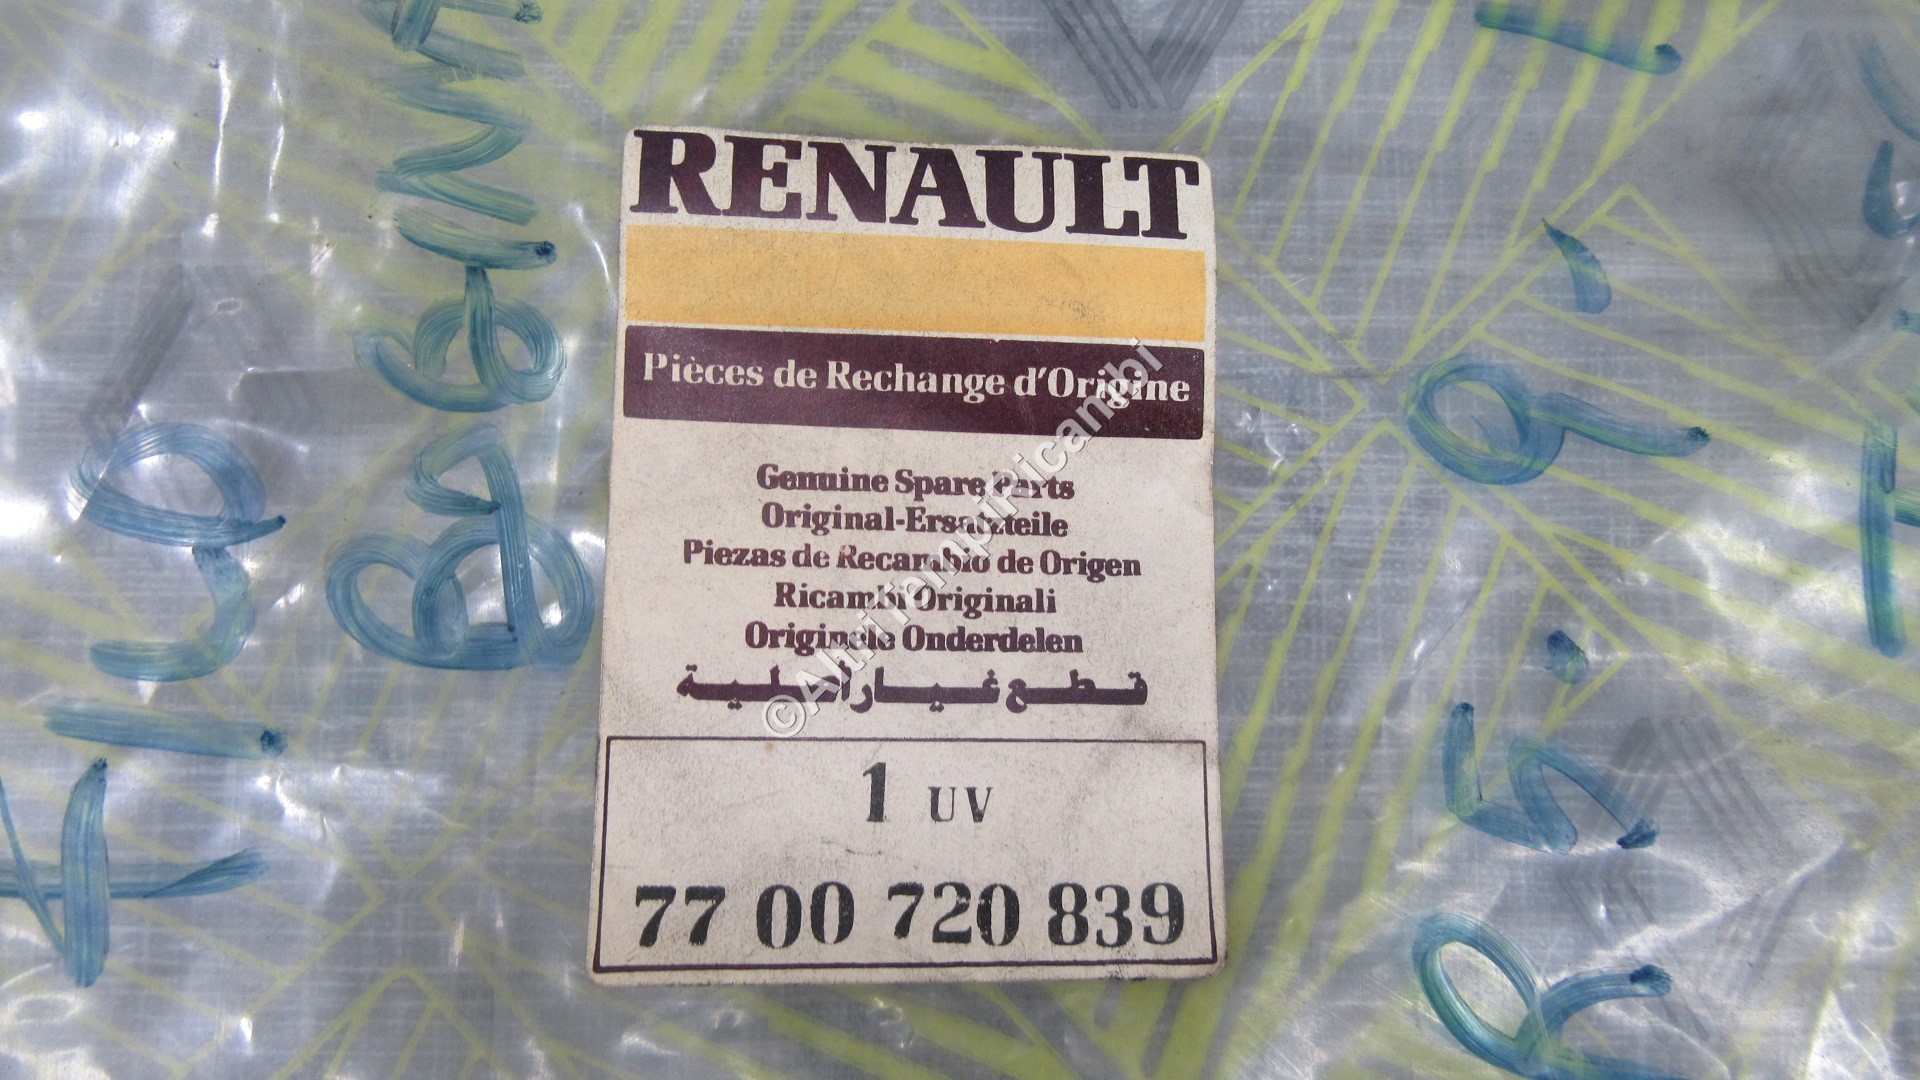 RENAULT
Pièces de Rechange d'Origine
Genuine Spare Parts
Original-Ersatzteile
Piezas de Recambio de Origen
Ricambi Originali
Originele Onderdelen
قطع غيار أصلية
1 UV
77 00 720 839
©AltriTempiRicambi